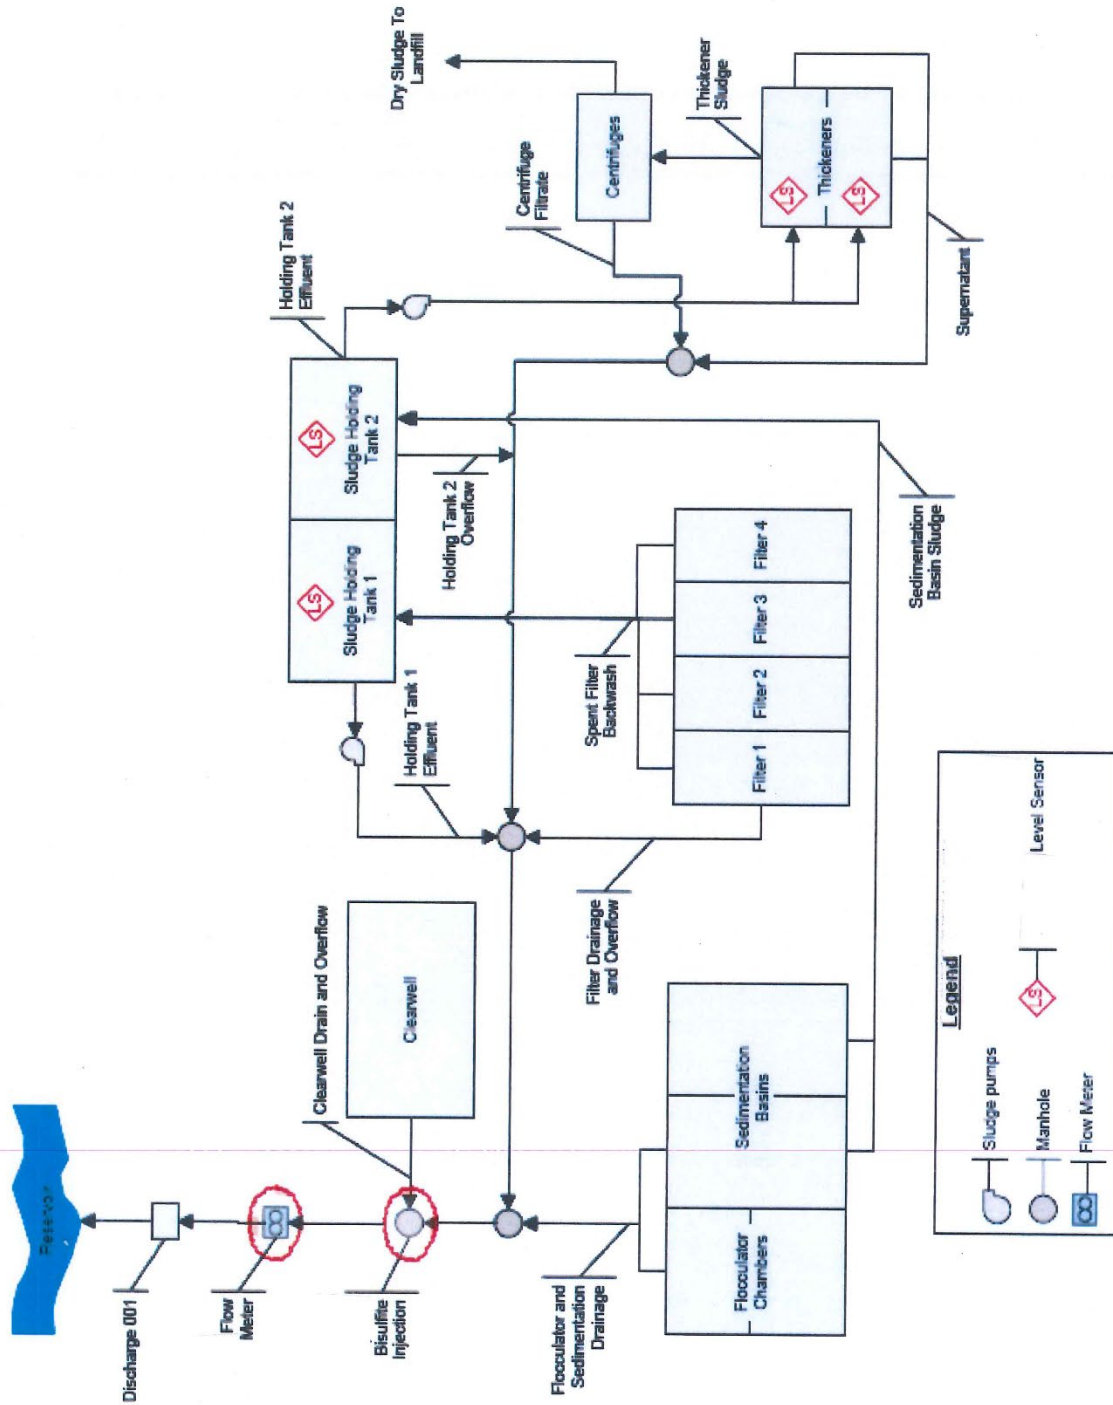 Reservoir
Discharge 001
Flow
Meter
Bisulfite
Injection
Clearwell Drain and Overflow
Clearwell
Flocculator and
Sedimentation
Drainage
Flocculator
Chambers
Sedimentation
Basins
Holding Tank 1
Effluent
Filter Drainage
and Overflow
LS
Sludge Holding
Tank 1
LS
Sludge Holding
Tank 2
Holding Tank 2
Effluent
Holding Tank 2
Overflow
Spent Filter
Backwash
Filter 1
Filter 2
Filter 3
Filter 4
Sedimentation
Basin Sludge
Dry Sludge To
Landfill
Centrifuge
Filtrate
Centrifuges
Thickener
Sludge
LS
LS
Thickeners
Supernatant
Legend
Sludge pumps
Manhole
Flow Meter
LS
Level Sensor